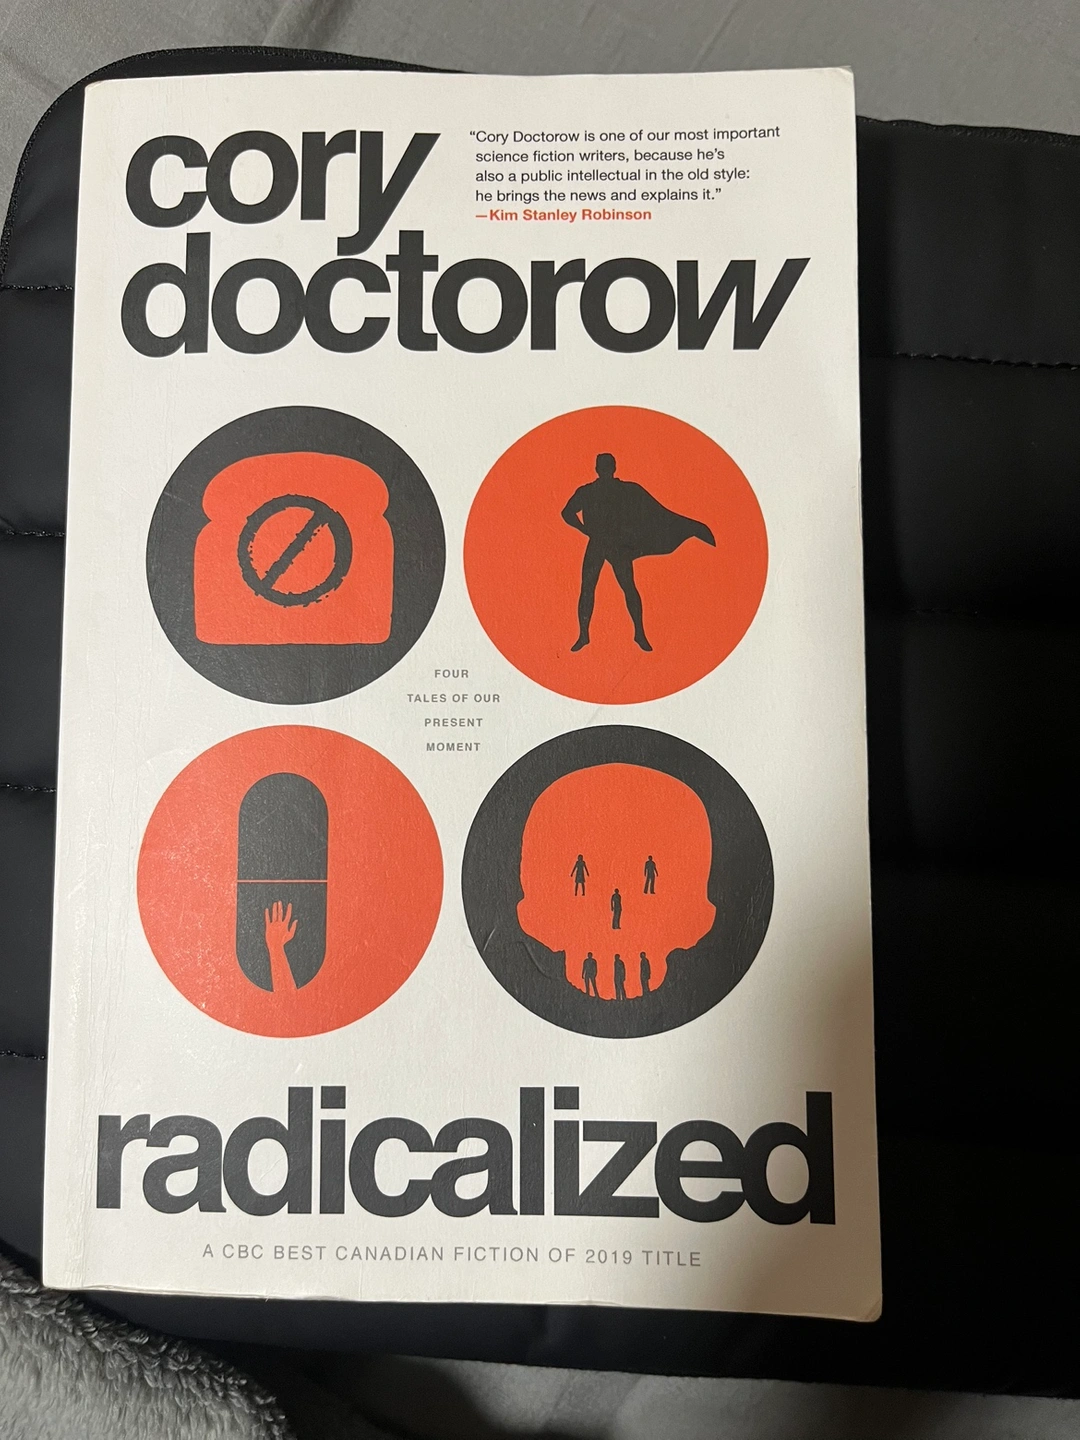 cory
doctorow
“Cory Doctorow is one of our most important
science fiction writers, because he’s
also a public intellectual in the old style:
he brings the news and explains it.”
—Kim Stanley Robinson
FOUR
TALES OF OUR
PRESENT
MOMENT
radicalized
A CBC BEST CANADIAN FICTION OF 2019 TITLE